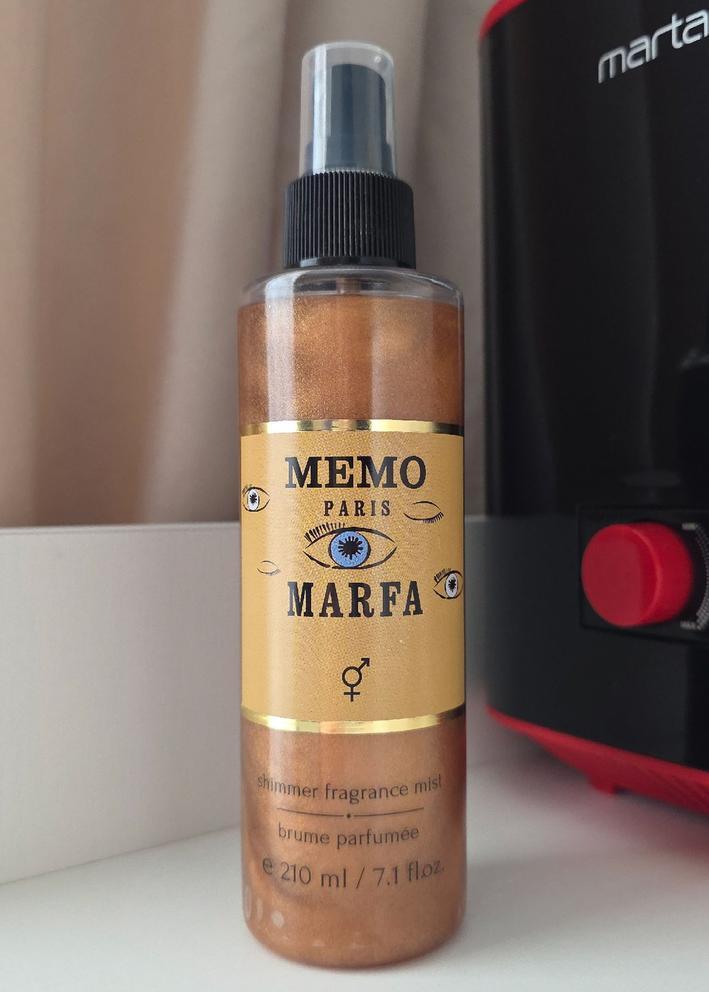 marta
MEMO
PARIS
MARFA
shimmer fragrance mist
brume parfumée
e 210 ml / 7.1 fl.oz.